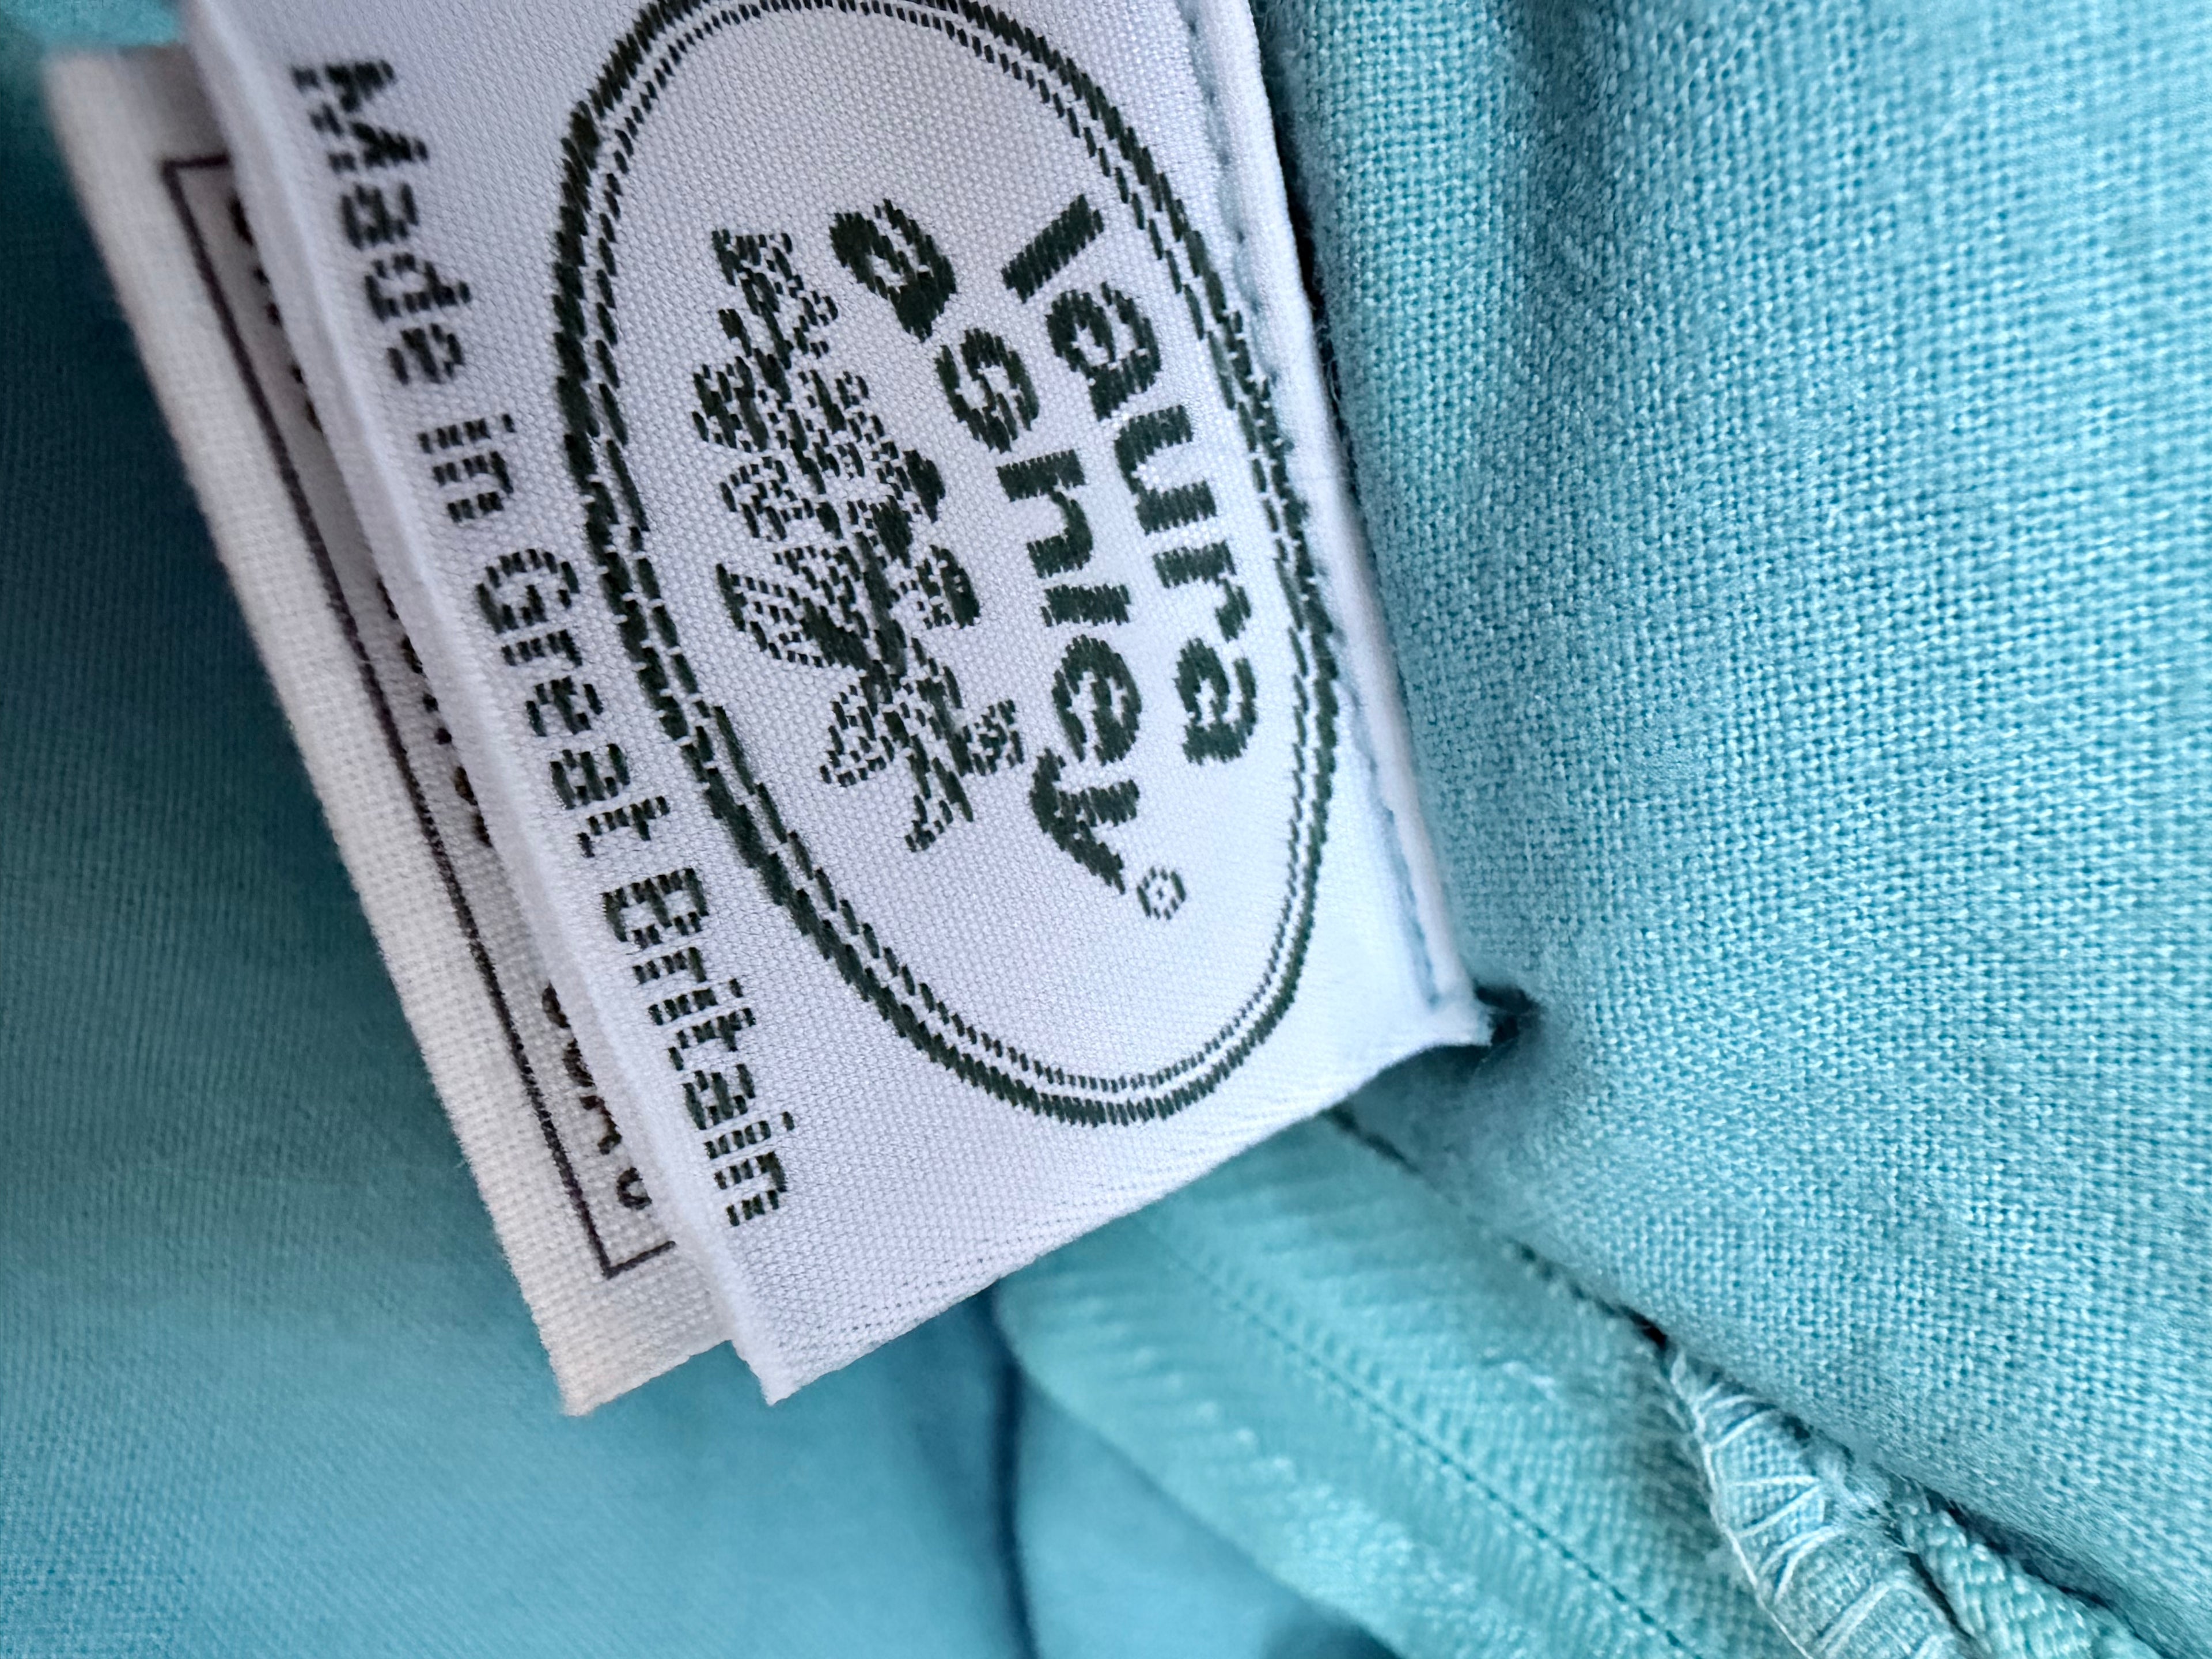 laura
ashley®
Made in Great Britain